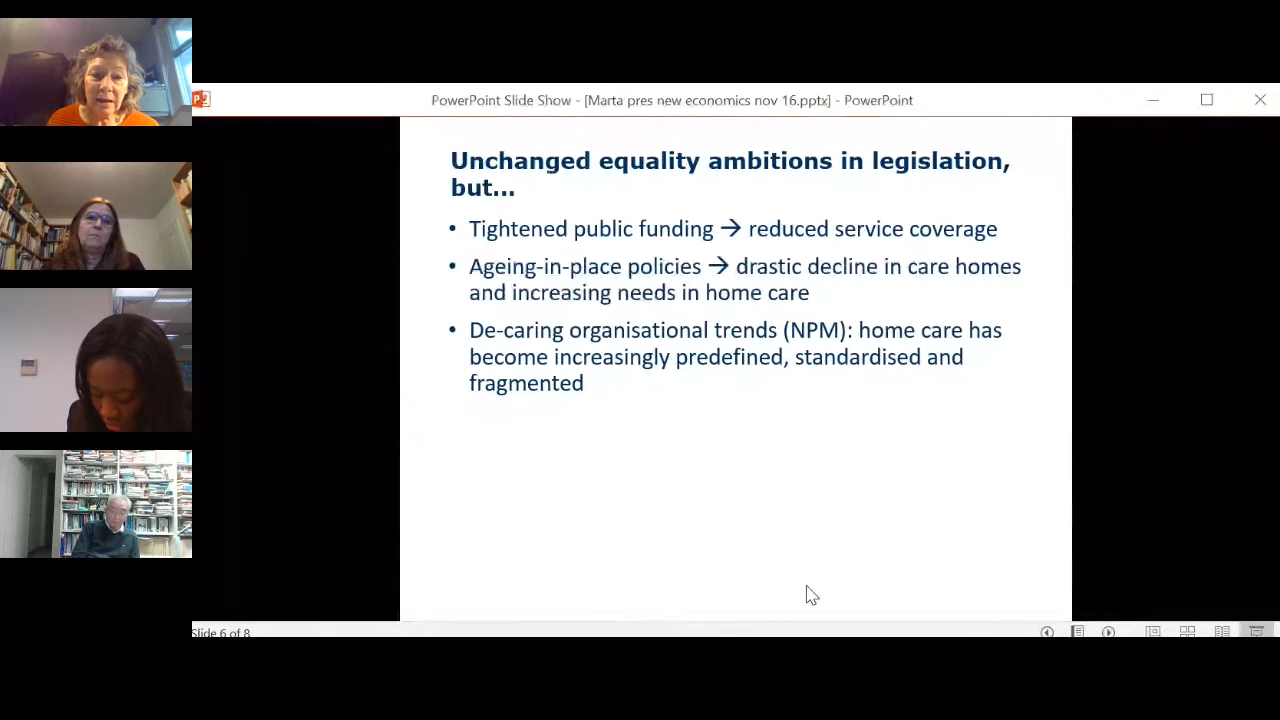 PowerPoint Slide Show - [Marta pres new economics nov 16.pptx] - PowerPoint
Unchanged equality ambitions in legislation,
but...
• Tightened public funding → reduced service coverage
• Ageing-in-place policies → drastic decline in care homes
and increasing needs in home care
• De-caring organisational trends (NPM): home care has
become increasingly predefined, standardised and
fragmented
Slide 6 of 8